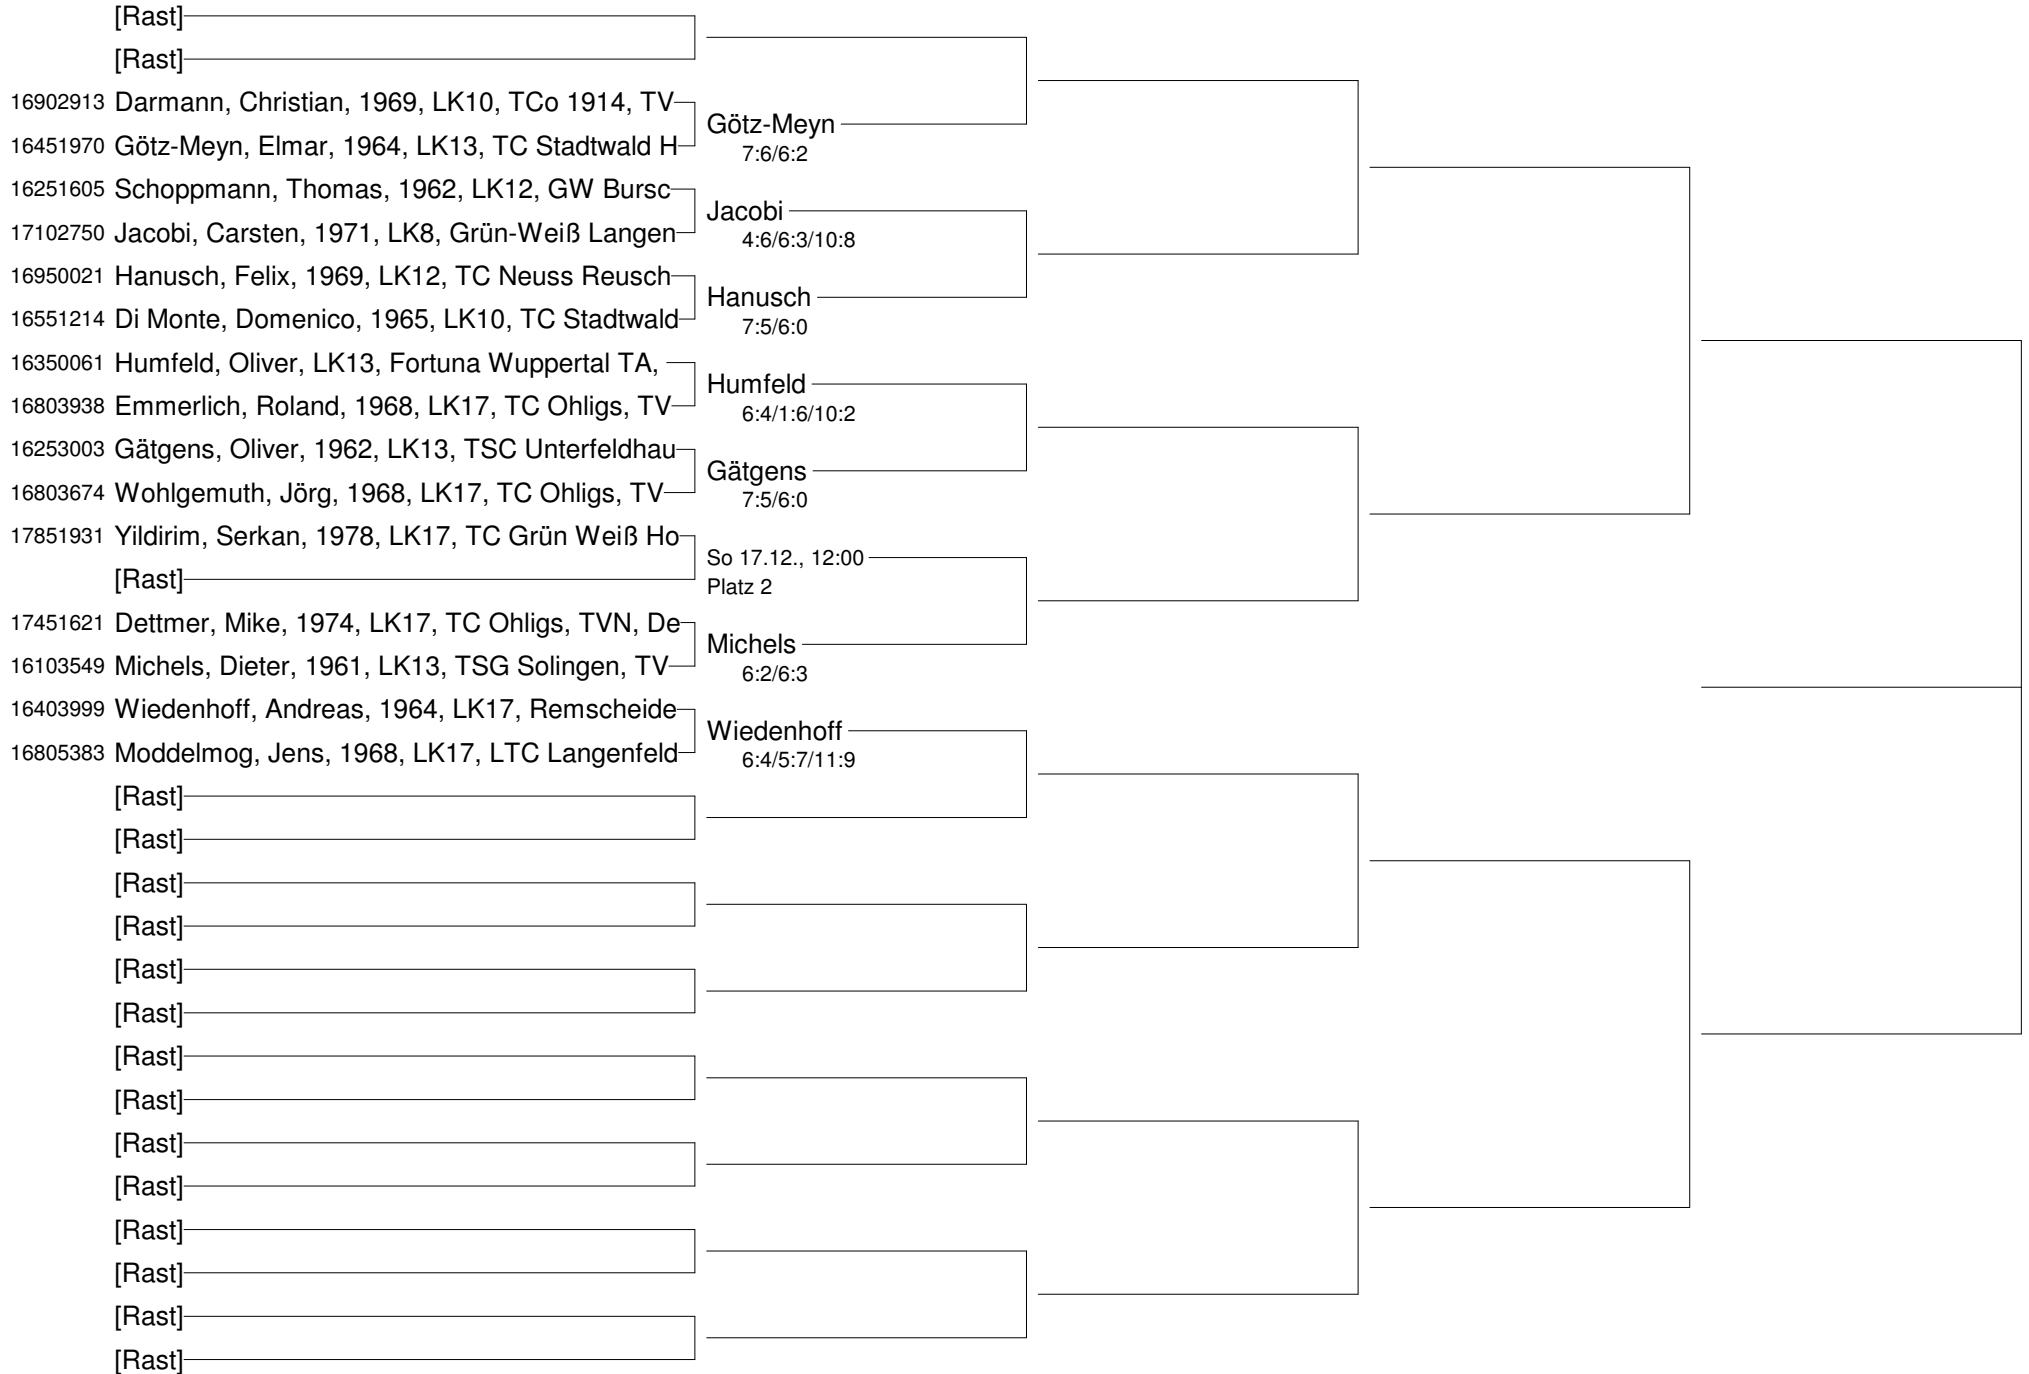 [Rast]
[Rast]
16902913 Darmann, Christian, 1969, LK10, TCo 1914, TV
Götz-Meyn
16451970 Götz-Meyn, Elmar, 1964, LK13, TC Stadtwald H
7:6/6:2
16251605 Schoppmann, Thomas, 1962, LK12, GW Bursc
Jacobi
17102750 Jacobi, Carsten, 1971, LK8, Grün-Weiß Langen
4:6/6:3/10:8
16950021 Hanusch, Felix, 1969, LK12, TC Neuss Reusch
Hanusch
16551214 Di Monte, Domenico, 1965, LK10, TC Stadtwald
7:5/6:0
16350061 Humfeld, Oliver, LK13, Fortuna Wuppertal TA,
Humfeld
16803938 Emmerlich, Roland, 1968, LK17, TC Ohligs, TV
6:4/1:6/10:2
16253003 Gätgens, Oliver, 1962, LK13, TSC Unterfeldhau
Gätgens
16803674 Wohlgemuth, Jörg, 1968, LK17, TC Ohligs, TV
7:5/6:0
17851931 Yildirim, Serkan, 1978, LK17, TC Grün Weiß Ho
So 17.12., 12:00
[Rast]
Platz 2
17451621 Dettmer, Mike, 1974, LK17, TC Ohligs, TVN, De
Michels
16103549 Michels, Dieter, 1961, LK13, TSG Solingen, TV
6:2/6:3
16403999 Wiedenhoff, Andreas, 1964, LK17, Remscheide
Wiedenhoff
16805383 Moddelmog, Jens, 1968, LK17, LTC Langenfeld
6:4/5:7/11:9
[Rast]
[Rast]
[Rast]
[Rast]
[Rast]
[Rast]
[Rast]
[Rast]
[Rast]
[Rast]
[Rast]
[Rast]
[Rast]
[Rast]